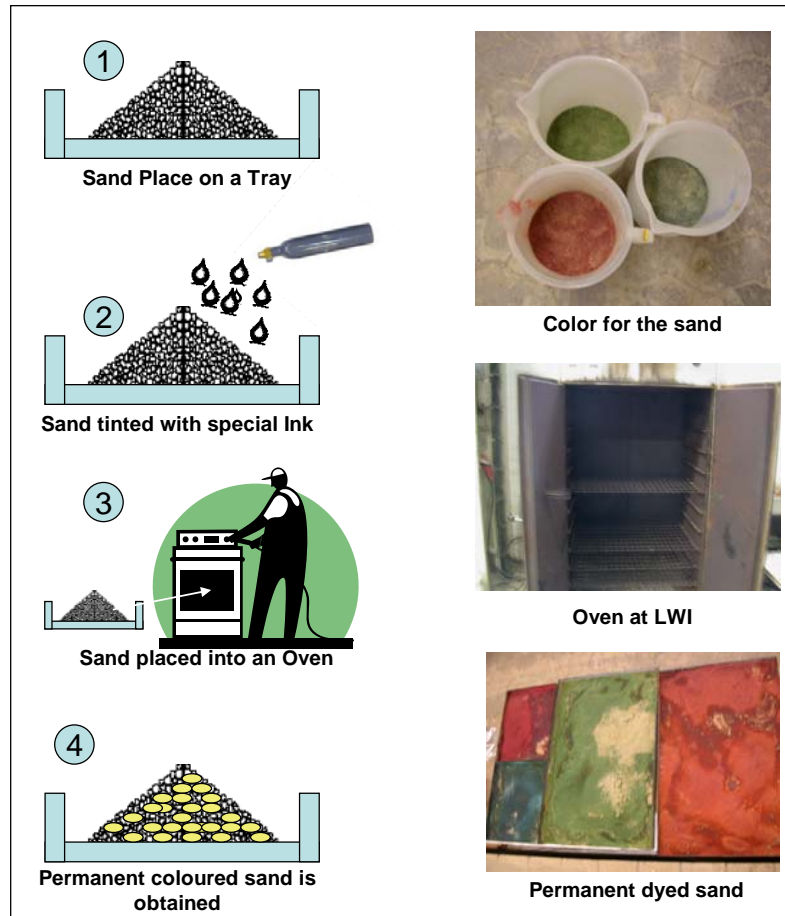 1
Sand Place on a Tray
2
Sand tinted with special Ink
3
Sand placed into an Oven
4
Permanent coloured sand is
obtained
Color for the sand
Oven at LWI
Permanent dyed sand